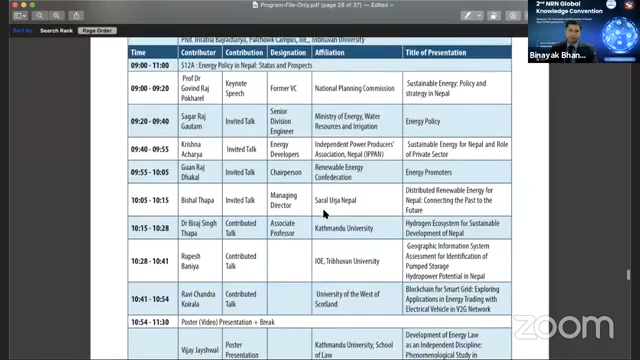 Program-File-Only.pdf (page 28 of 37)
Sort by: Search Rank Page Order
2nd NRN Global
Knowledge Convention
Binayak Bhan...
Prof. Hiranya Bajracharya, Pulchowk Campus, IOE, Tribhuvan University
Time Contributor Contribution Designation Affiliation Title of Presentation
09:00 - 11:00 S12A : Energy Policy in Nepal: Status and Prospects
09:00 -09:20 Prof Dr Govind Raj Pokharel Keynote Speech Former VC National Planning Commission Sustainable Energy: Policy and strategy in Nepal
09:20 - 09:40 Sagar Raj Gautam Invited Talk Senior Division Engineer Ministry of Energy, Water Resources and Irrigation Energy Policy
09:40 - 09:55 Krishna Acharya Invited Talk Energy Developers Independent Power Producers' Association, Nepal (IPPAN) Sustainable Energy for Nepal and Role of Private Sector
09:55 - 10:05 Guan Raj Dhakal Invited Talk Chairperson Renewable Energy Confederation Energy Promoters
10:05 - 10:15 Bishal Thapa Invited Talk Managing Director Saral Urja Nepal Distributed Renewable Energy for Nepal: Connecting the Past to the Future
10:15 - 10:28 Dr Biraj Singh Thapa Contributed Talk Associate Professor Kathmandu University Hydrogen Ecosystem for Sustainable Development of Nepal
10:28 - 10:41 Rupesh Baniya Contributed Talk IOE, Tribhuvan University Geographic Information System Assessment for Identification of Pumped Storage Hydropower Potential in Nepal
10:41 - 10:54 Ravi Chandra Koirala Contributed Talk University of the West of Scotland Blockchain for Smart Grid: Exploring Applications in Energy Trading with Electrical Vehicle in V2G Network
10:54 - 11:30 Poster (Video) Presentation + Break
Vijay Jayshwal Poster Presentation Kathmandu University, School of Law Development of Energy Law as an Independent Discipline: Phenomenological Study in
zoom